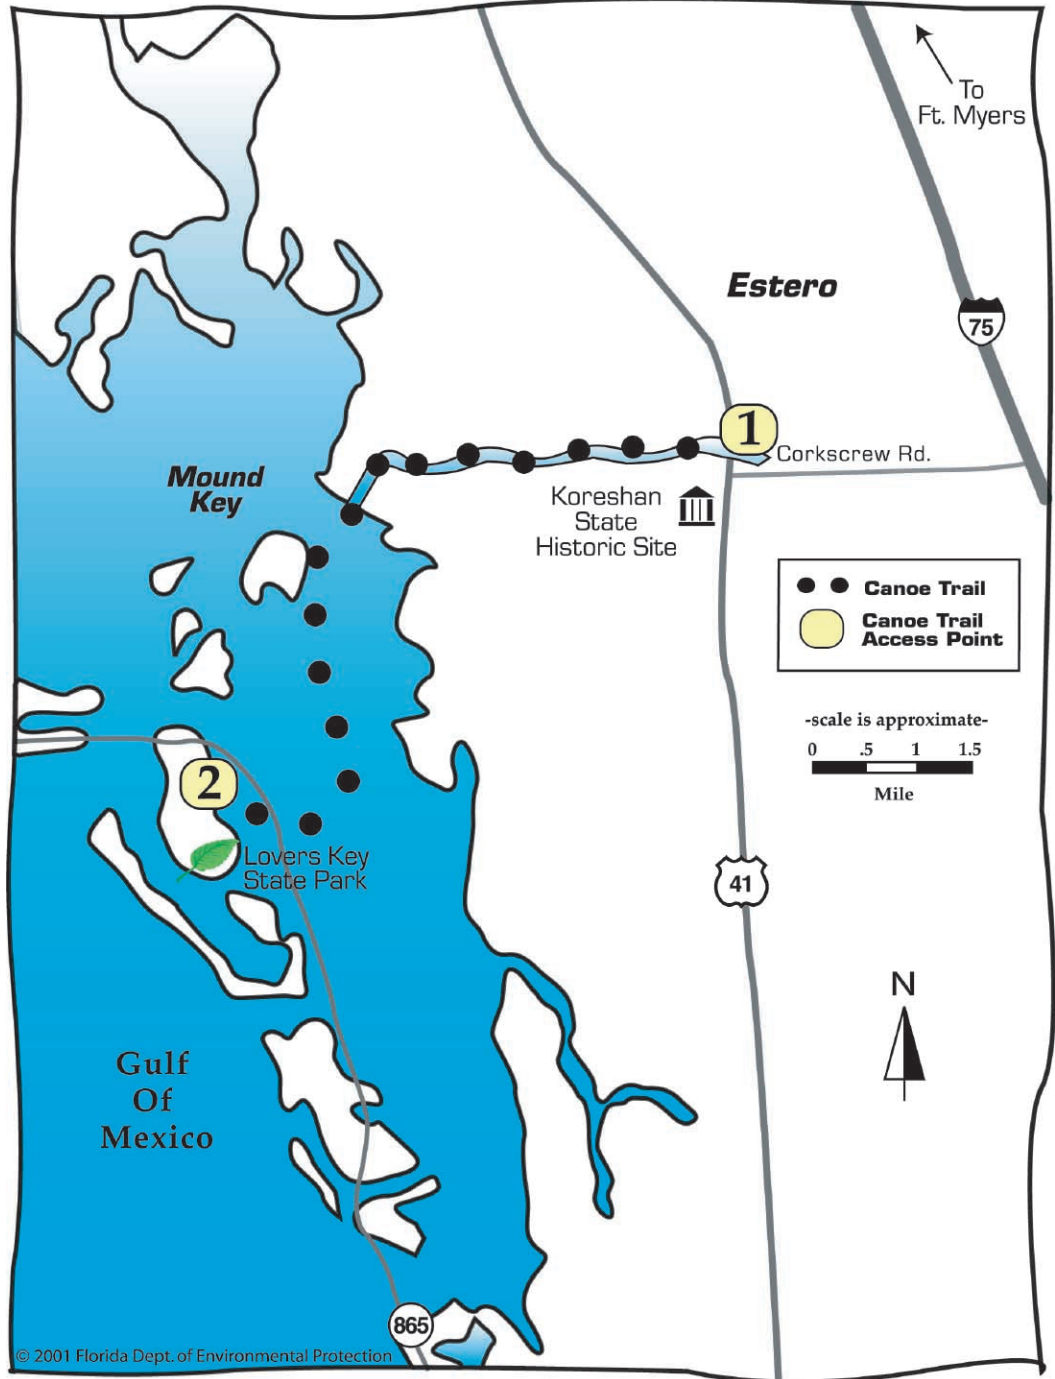 To
Ft. Myers
Estero
75
1
Corkscrew Rd.
Mound
Key
Koreshan
State
Historic Site
Canoe Trail
Canoe Trail
Access Point
-scale is approximate-
0 .5 1 1.5
Mile
2
Lovers Key
State Park
41
N
Gulf
Of
Mexico
865
© 2001 Florida Dept. of Environmental Protection